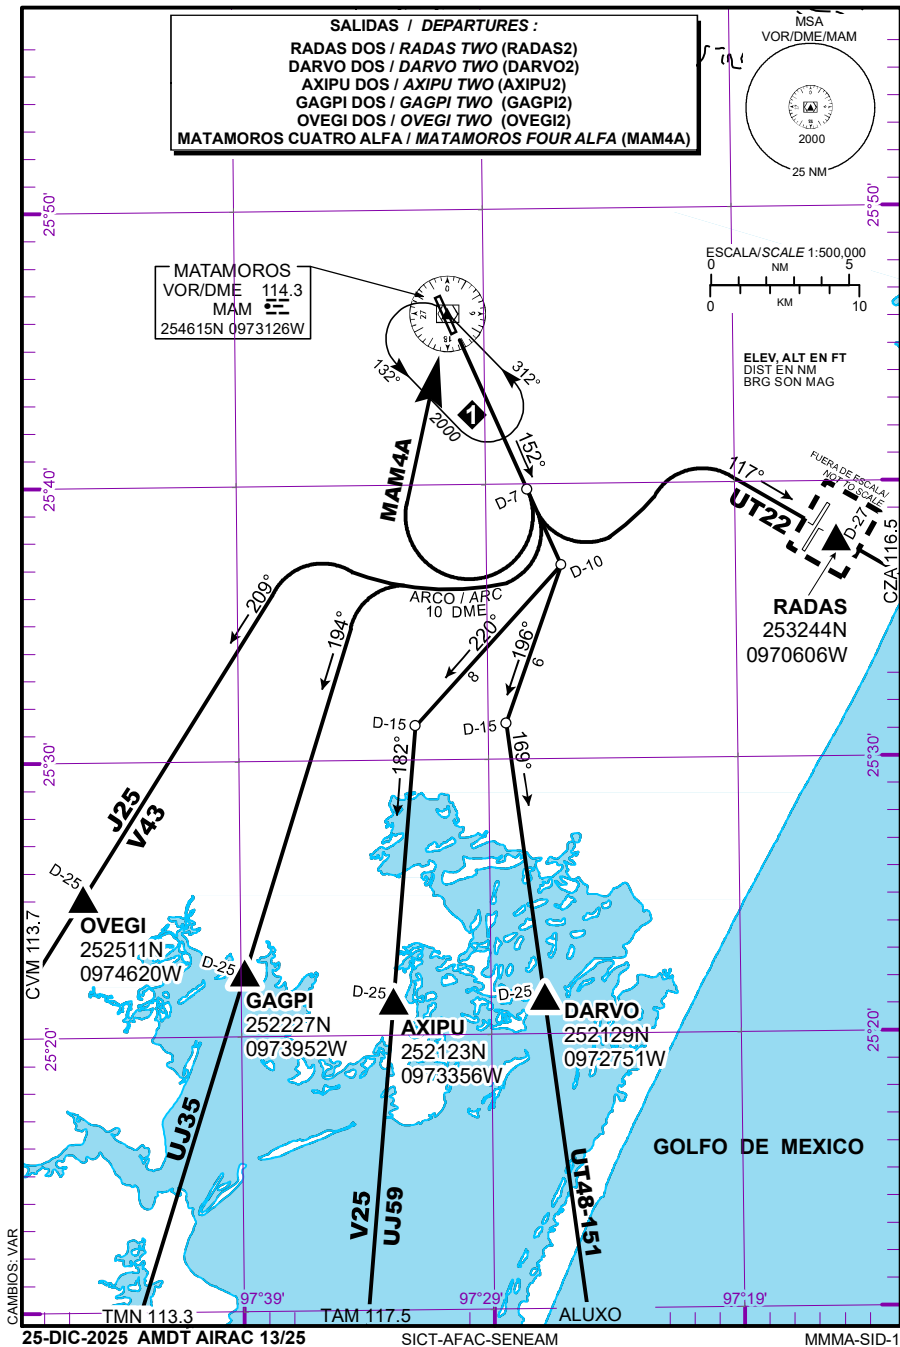 SALIDAS / DEPARTURES :
RADAS DOS / RADAS TWO (RADAS2)
DARVO DOS / DARVO TWO (DARVO2)
AXIPU DOS / AXIPU TWO (AXIPU2)
GAGPI DOS / GAGPI TWO (GAGPI2)
OVEGI DOS / OVEGI TWO (OVEGI2)
MATAMOROS CUATRO ALFA / MATAMOROS FOUR ALFA (MAM4A)
MSA
VOR/DME/MAM
2000
25 NM
25°50'
25°50'
ESCALA/SCALE 1:500,000
0 NM 5
0 KM 10
MATAMOROS
VOR/DME 114.3
MAM
254615N 0973126W
0
6
18
27
ELEV, ALT EN FT
DIST EN NM
BRG SON MAG
132°
312°
2000
1
MAM4A
152°
D-7
25°40'
25°40'
117°
UT22
FUERA DE ESCALA/
NOT TO SCALE
D-27
CZA 116.5
RADAS
253244N
0970606W
D-10
ARCO / ARC
10 DME
209°
194°
220°
8
196°
6
D-15
D-15
182°
169°
25°30'
25°30'
J25
V43
D-25
OVEGI
252511N
0974620W
CVM 113.7
D-25
GAGPI
252227N
0973952W
D-25
AXIPU
252123N
0973356W
D-25
DARVO
252129N
0972751W
25°20'
25°20'
UJ35
V25
UJ59
UT48-151
GOLFO DE MEXICO
CAMBIOS: VAR
97°39'
97°29'
97°19'
TMN 113.3
TAM 117.5
ALUXO
25-DIC-2025 AMDT AIRAC 13/25
SICT-AFAC-SENEAM
MMMA-SID-1